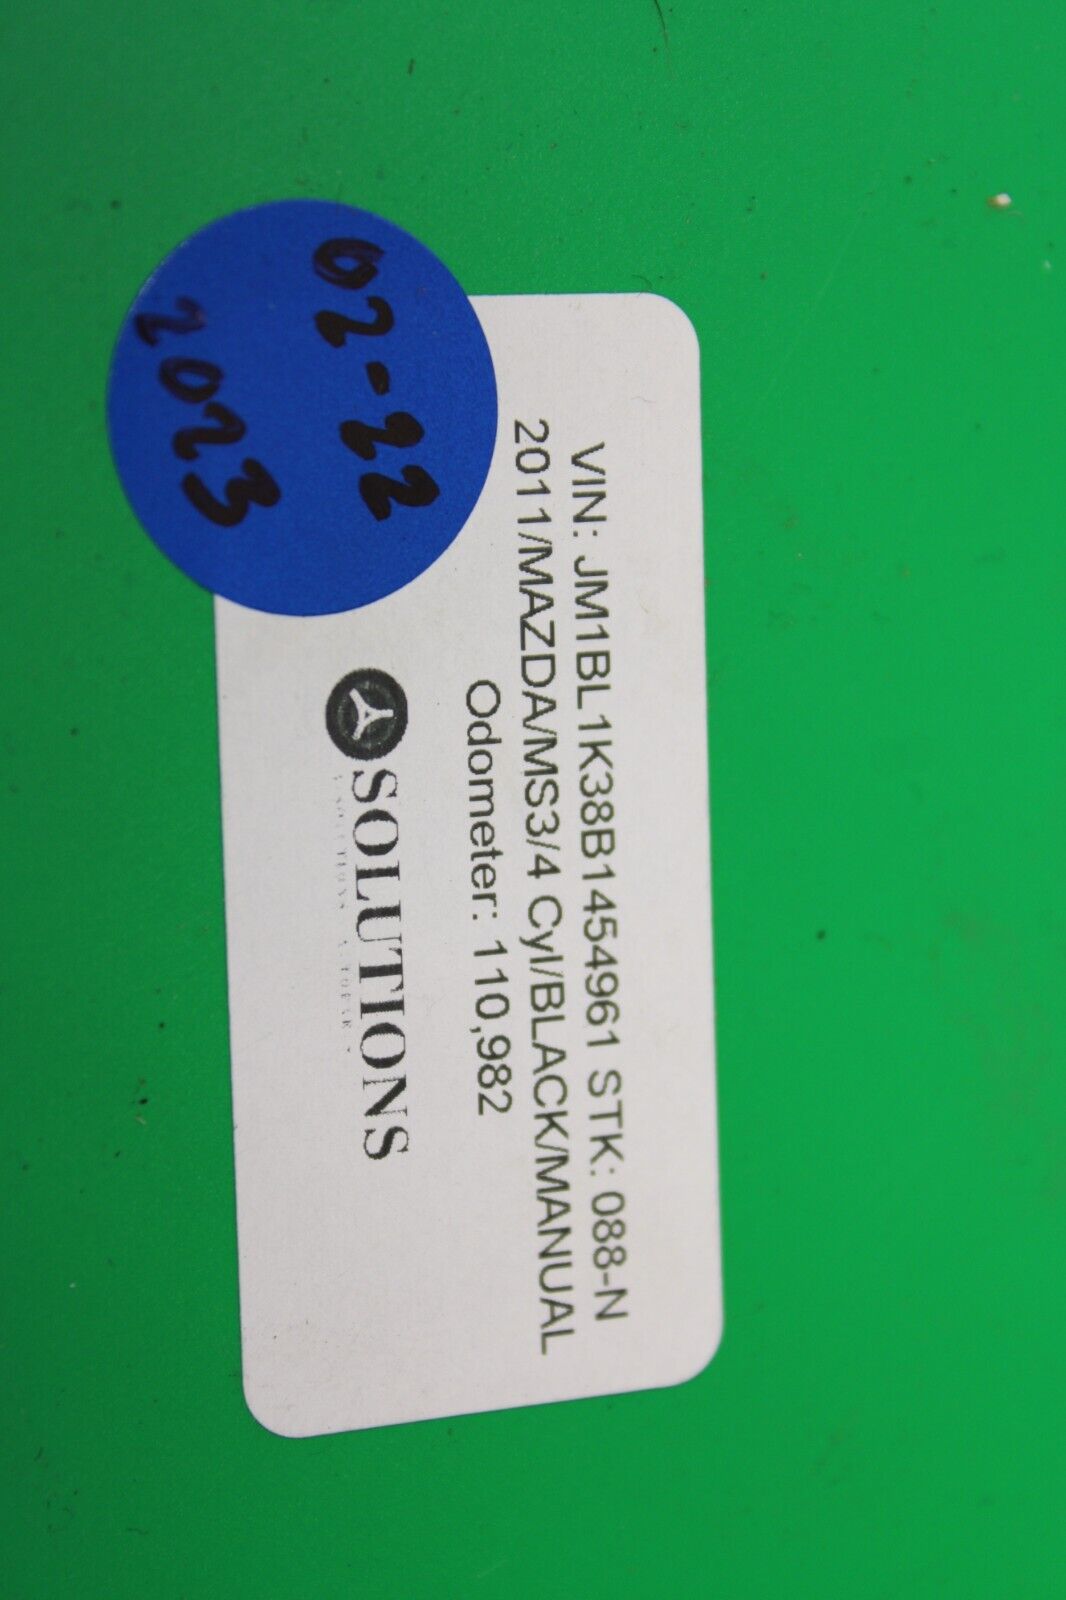 02-22
2023
VIN: JM1BL1K38B1454961 STK: 088-N
2011/MAZDA/MS3/4 Cyl/BLACK/MANUAL
Odometer: 110,982
SOLUTIONS